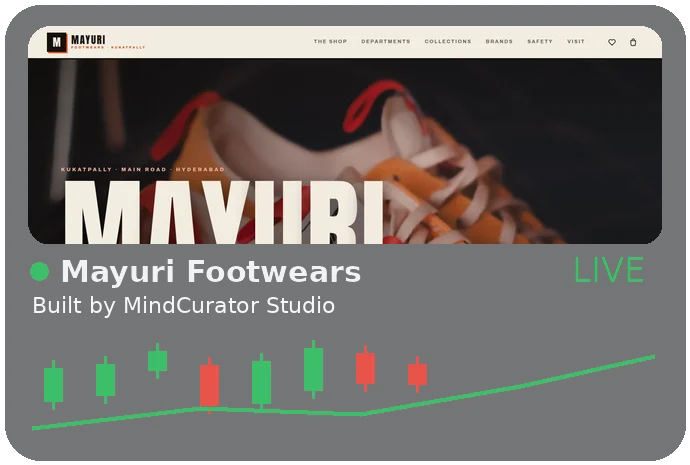 M MAYURI
FOOTWEARS · KUKATPALLY
THE SHOP DEPARTMENTS COLLECTIONS BRANDS SAFETY VISIT
KUKATPALLY · MAIN ROAD · HYDERABAD
MAYURI
Mayuri Footwears
LIVE
Built by MindCurator Studio